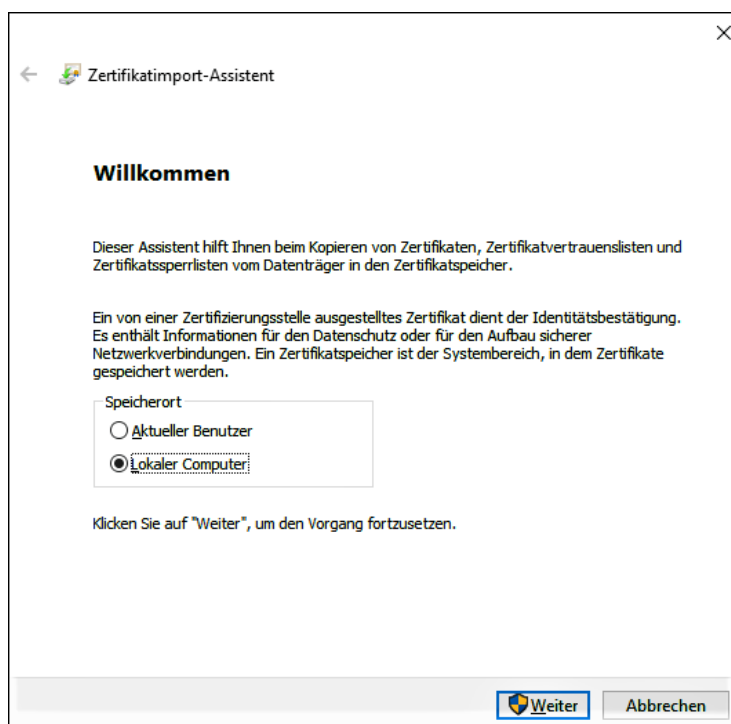 Zertifikatimport-Assistent
Willkommen
Dieser Assistent hilft Ihnen beim Kopieren von Zertifikaten, Zertifikatvertrauenslisten und
Zertifikatssperrlisten vom Datenträger in den Zertifikatspeicher.
Ein von einer Zertifizierungsstelle ausgestelltes Zertifikat dient der Identitätsbestätigung.
Es enthält Informationen für den Datenschutz oder für den Aufbau sicherer
Netzwerkverbindungen. Ein Zertifikatspeicher ist der Systembereich, in dem Zertifikate
gespeichert werden.
Speicherort
Aktueller Benutzer
Lokaler Computer
Klicken Sie auf "Weiter", um den Vorgang fortzusetzen.
Weiter Abbrechen